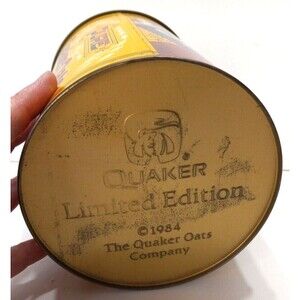 QUAKER
Limited Edition
©1984
The Quaker Oats
Company